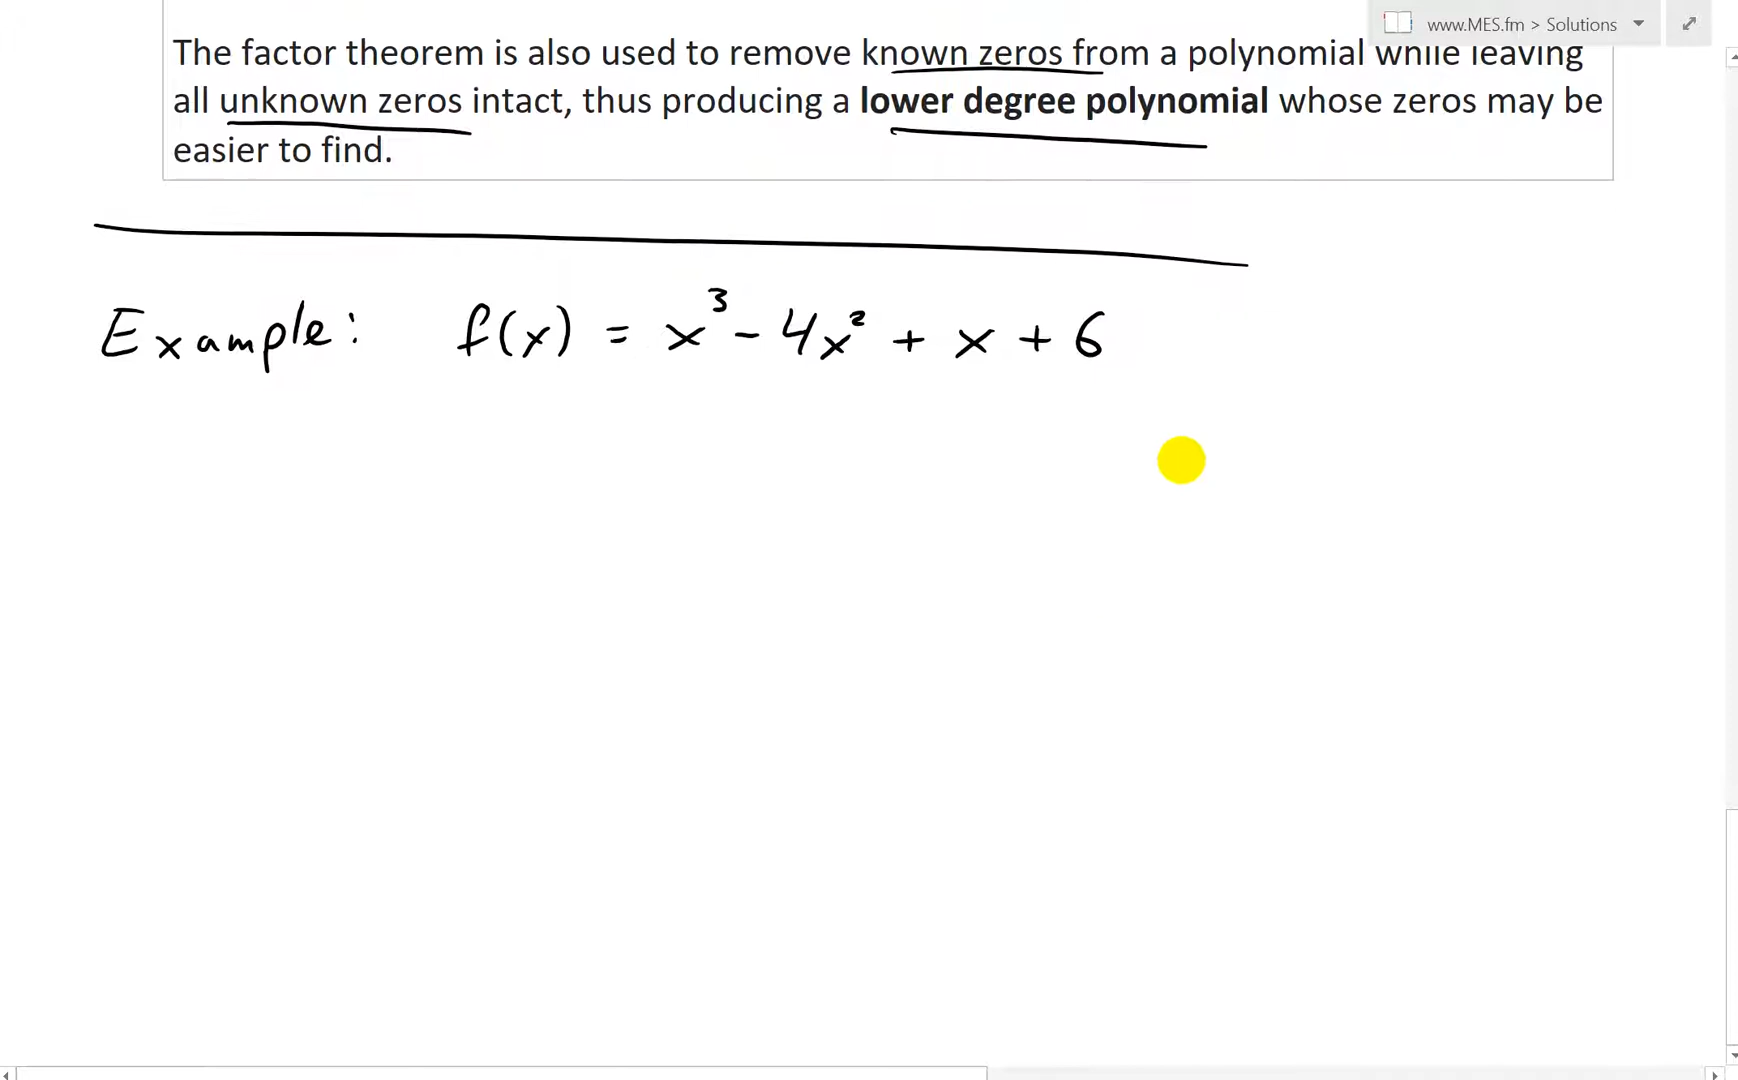 www.MES.fm > Solutions
The factor theorem is also used to remove known zeros from a polynomial while leaving
all unknown zeros intact, thus producing a lower degree polynomial whose zeros may be
easier to find.
Example: f(x) = x³ - 4x² + x + 6